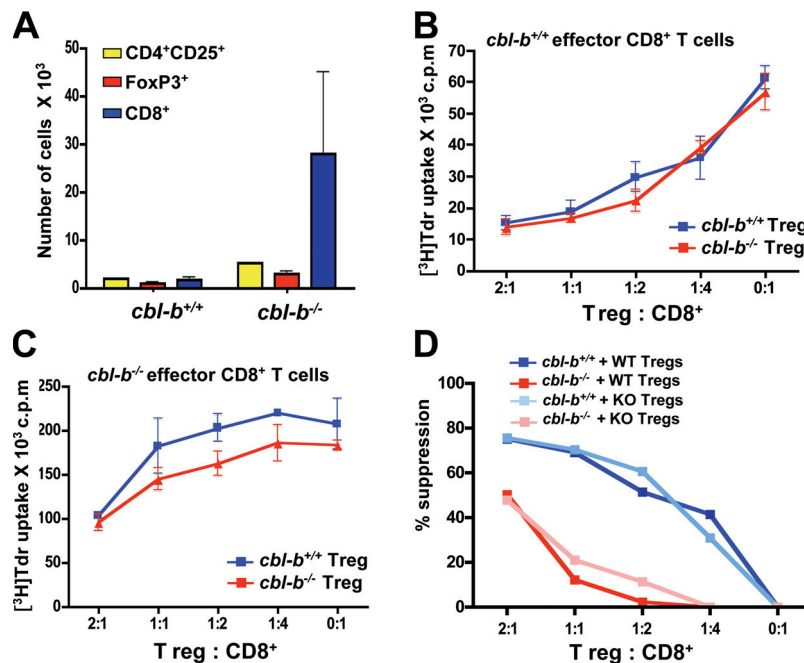 A
CD4⁺CD25⁺
FoxP3⁺
CD8⁺
Number of cells X 10³
50
40
30
20
10
0
cbl-b⁺/⁺
cbl-b⁻/⁻
B
cbl-b⁺/⁺ effector CD8⁺ T cells
[³H]Tdr uptake X 10³ c.p.m
70
60
50
40
30
20
10
0
cbl-b⁺/⁺ Treg
cbl-b⁻/⁻ Treg
2:1
1:1
1:2
1:4
0:1
Treg : CD8⁺
C
cbl-b⁻/⁻ effector CD8⁺ T cells
[³H]Tdr uptake X 10³ c.p.m
200
150
100
50
0
cbl-b⁺/⁺ Treg
cbl-b⁻/⁻ Treg
2:1
1:1
1:2
1:4
0:1
Treg : CD8⁺
D
cbl-b⁺/⁺ + WT Tregs
cbl-b⁻/⁻ + WT Tregs
cbl-b⁺/⁺ + KO Tregs
cbl-b⁻/⁻ + KO Tregs
% suppression
100
80
60
40
20
0
2:1
1:1
1:2
1:4
0:1
Treg : CD8⁺